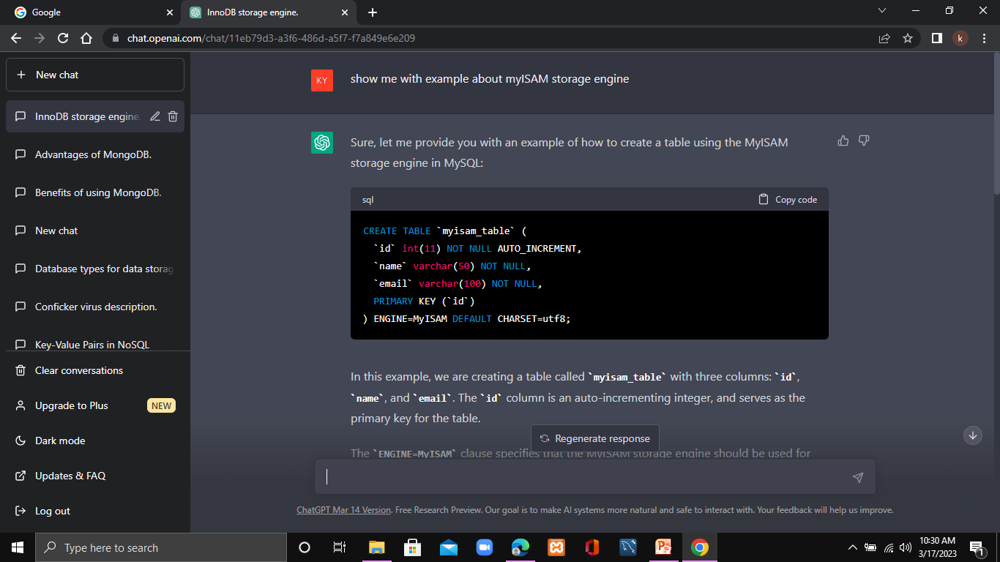 Google
InnoDB storage engine.
chat.openai.com/chat/11eb79d3-a3f6-486d-a5f7-f7a849e6e209
k
New chat
InnoDB storage engine.
Advantages of MongoDB.
Benefits of using MongoDB.
New chat
Database types for data storag
Conficker virus description.
Key-Value Pairs in NoSQL
Clear conversations
Upgrade to Plus NEW
Dark mode
Updates & FAQ
Log out
KY
show me with example about myISAM storage engine
Sure, let me provide you with an example of how to create a table using the MyISAM
storage engine in MySQL:
sql Copy code
CREATE TABLE `myisam_table` (
`id` int(11) NOT NULL AUTO_INCREMENT,
`name` varchar(50) NOT NULL,
`email` varchar(100) NOT NULL,
PRIMARY KEY (`id`)
) ENGINE=MyISAM DEFAULT CHARSET=utf8;
In this example, we are creating a table called `myisam_table` with three columns: `id`,
`name`, and `email`. The `id` column is an auto-incrementing integer, and serves as the
primary key for the table.
Regenerate response
The `ENGINE=MyISAM` clause specifies that the MyISAM storage engine should be used for
ChatGPT Mar 14 Version. Free Research Preview. Our goal is to make AI systems more natural and safe to interact with. Your feedback will help us improve.
Type here to search
10:30 AM
3/17/2023
1